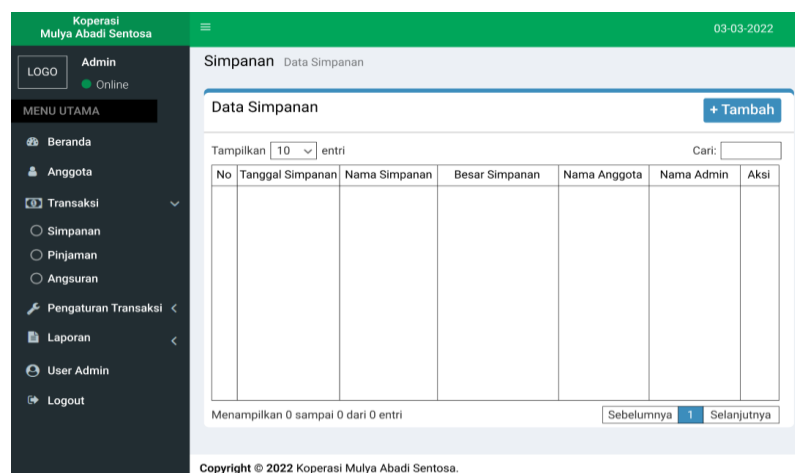 Koperasi
Mulya Abadi Sentosa
03-03-2022
LOGO
Admin
Online
MENU UTAMA
Beranda
Anggota
Transaksi
Simpanan
Pinjaman
Angsuran
Pengaturan Transaksi
Laporan
User Admin
Logout
Simpanan Data Simpanan
Data Simpanan
+ Tambah
Tampilkan 10 entri
Cari:
No Tanggal Simpanan Nama Simpanan Besar Simpanan Nama Anggota Nama Admin Aksi
Menampilkan 0 sampai 0 dari 0 entri
Sebelumnya 1 Selanjutnya
Copyright © 2022 Koperasi Mulya Abadi Sentosa.